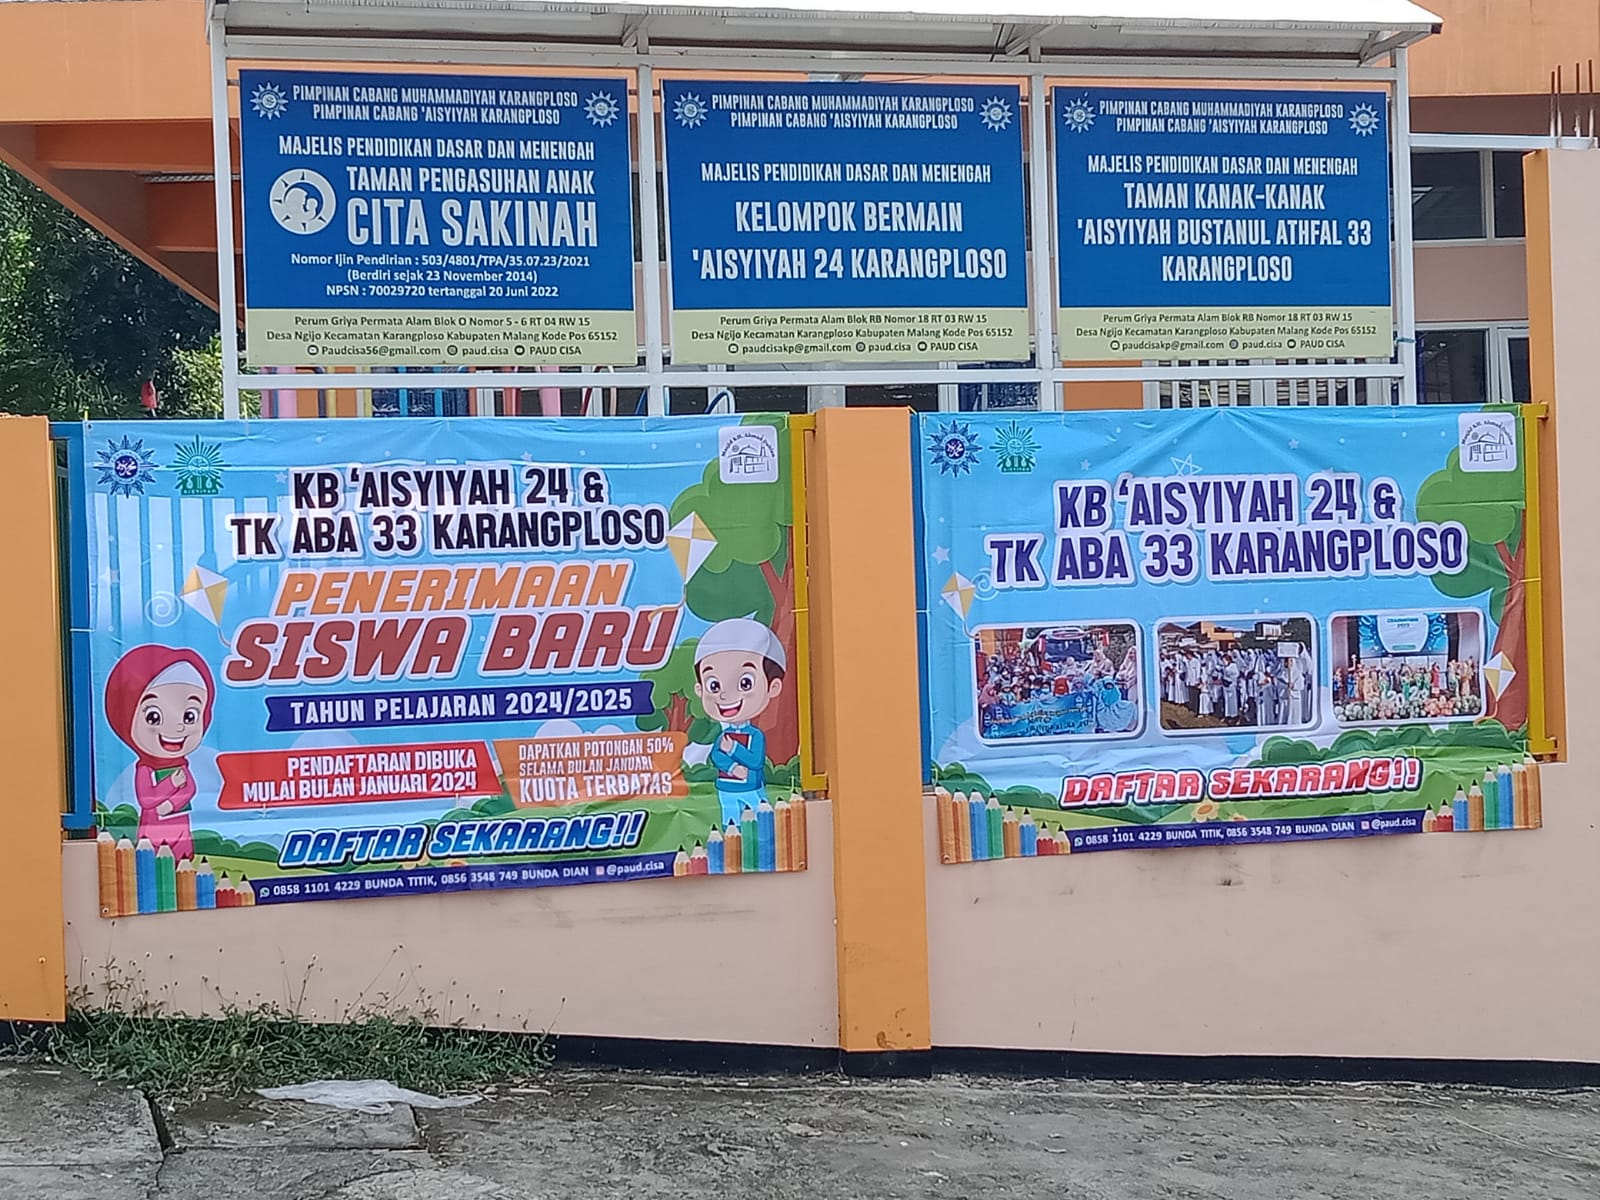 PIMPINAN CABANG MUHAMMADIYAH KARANGPLOSO
PIMPINAN CABANG 'AISYIYAH KARANGPLOSO
MAJELIS PENDIDIKAN DASAR DAN MENENGAH
TAMAN PENGASUHAN ANAK
CITA SAKINAH
Nomor Ijin Pendirian : 503/4801/TPA/35.07.23/2021
(Berdiri sejak 23 November 2014)
NPSN : 70029720 tertanggal 20 Juni 2022
Perum Griya Permata Alam Blok O Nomor 5 - 6 RT 04 RW 15
Desa Ngijo Kecamatan Karangploso Kabupaten Malang Kode Pos 65152
Paudcisa56@gmail.com paud.cisa PAUD CISA
PIMPINAN CABANG MUHAMMADIYAH KARANGPLOSO
PIMPINAN CABANG 'AISYIYAH KARANGPLOSO
MAJELIS PENDIDIKAN DASAR DAN MENENGAH
KELOMPOK BERMAIN
'AISYIYAH 24 KARANGPLOSO
Perum Griya Permata Alam Blok RB Nomor 18 RT 03 RW 15
Desa Ngijo Kecamatan Karangploso Kabupaten Malang Kode Pos 65152
paudcisakp@gmail.com paud.cisa PAUD CISA
PIMPINAN CABANG MUHAMMADIYAH KARANGPLOSO
PIMPINAN CABANG 'AISYIYAH KARANGPLOSO
MAJELIS PENDIDIKAN DASAR DAN MENENGAH
TAMAN KANAK-KANAK
'AISYIYAH BUSTANUL ATHFAL 33
KARANGPLOSO
Perum Griya Permata Alam Blok RB Nomor 18 RT 03 RW 15
Desa Ngijo Kecamatan Karangploso Kabupaten Malang Kode Pos 65152
paudcisakp@gmail.com paud.cisa PAUD CISA
AISYIYAH
Masjid KH. Ahmad Dahlan
KB 'AISYIYAH 24 &
TK ABA 33 KARANGPLOSO
PENERIMAAN
SISWA BARU
TAHUN PELAJARAN 2024/2025
PENDAFTARAN DIBUKA
MULAI BULAN JANUARI 2024
DAPATKAN POTONGAN 50%
SELAMA BULAN JANUARI
KUOTA TERBATAS
DAFTAR SEKARANG!!
0858 1101 4229 BUNDA TITIK, 0856 3548 749 BUNDA DIAN @paud.cisa
AISYIYAH
Masjid KH. Ahmad Dahlan
KB 'AISYIYAH 24 &
TK ABA 33 KARANGPLOSO
DAFTAR SEKARANG!!
0858 1101 4229 BUNDA TITIK, 0856 3548 749 BUNDA DIAN @paud.cisa